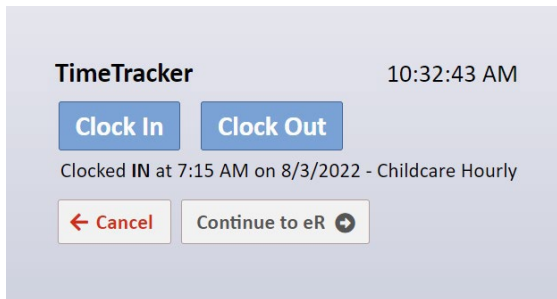 TimeTracker 10:32:43 AM
Clock In Clock Out
Clocked IN at 7:15 AM on 8/3/2022 - Childcare Hourly
Cancel Continue to eR